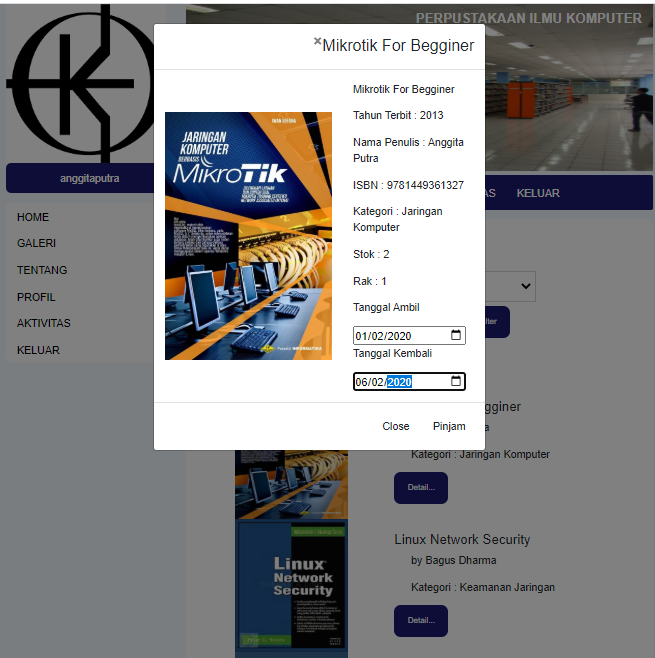 PERPUSTAKAAN ILMU KOMPUTER
anggitaputra
HOME
GALERI
TENTANG
PROFIL
AKTIVITAS
KELUAR
AS
KELUAR
×Mikrotik For Begginer
IWAN SOFANA
JARINGAN
KOMPUTER
BERBASIS
MikroTik
Mikrotik For Begginer
Tahun Terbit : 2013
Nama Penulis : Anggita
Putra
ISBN : 9781449361327
Kategori : Jaringan
Komputer
Stok : 2
Rak : 1
Tanggal Ambil
01/02/2020
Tanggal Kembali
06/02/2020
Close
Pinjam
lter
gginer
a
Kategori : Jaringan Komputer
Detail...
Linux
Network
Security
Linux Network Security
by Bagus Dharma
Kategori : Keamanan Jaringan
Detail...